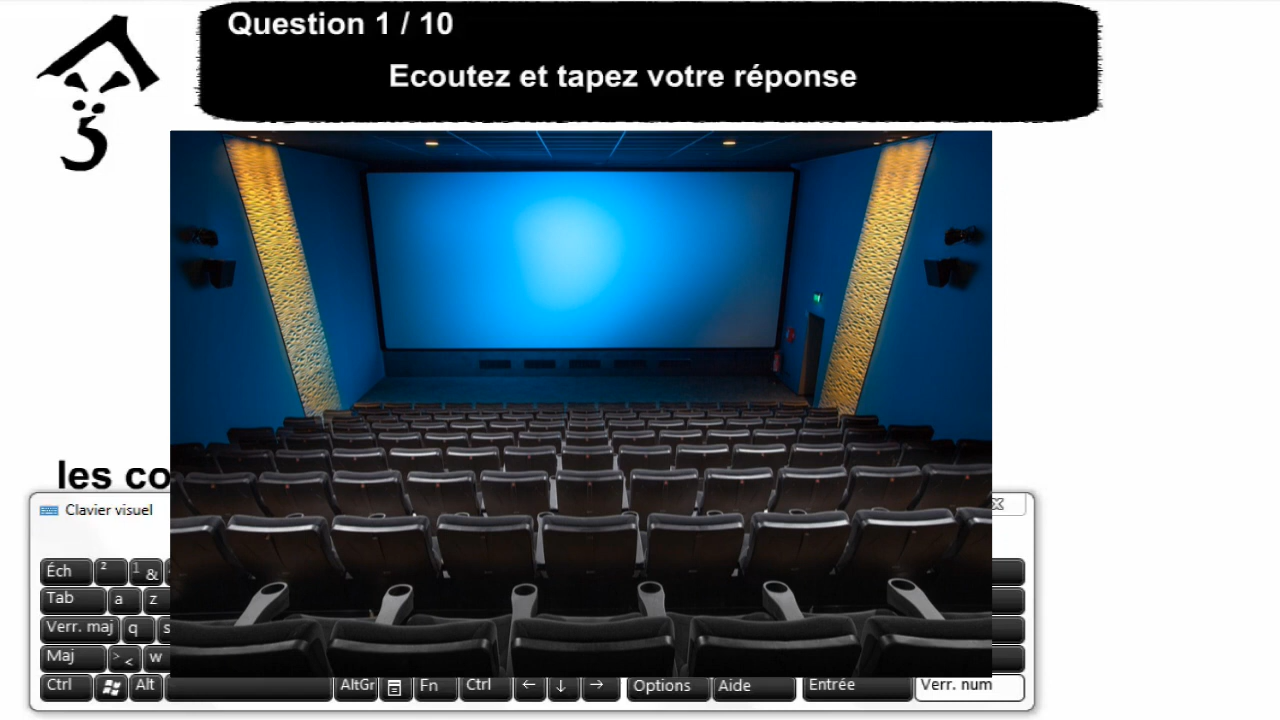 Question 1 / 10
Ecoutez et tapez votre réponse
les co
Clavier visuel
Éch ² 1 &
Tab a z
Verr. maj q s
Maj > < w
Ctrl Alt AltGr Fn Ctrl ← ↓ → Options Aide Entrée Verr. num